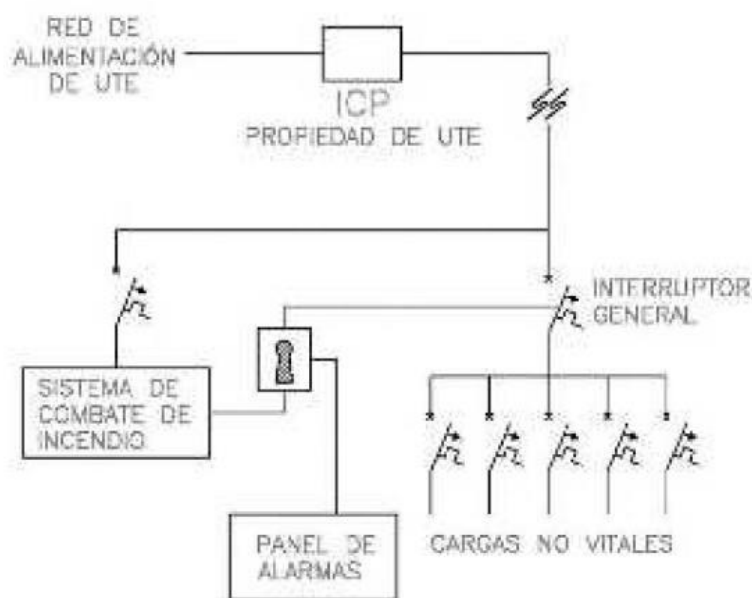 RED DE
ALIMENTACIÓN
DE UTE
ICP
PROPIEDAD DE UTE
INTERRUPTOR
GENERAL
SISTEMA DE
COMBATE DE
INCENDIO
PANEL DE
ALARMAS
CARGAS NO VITALES